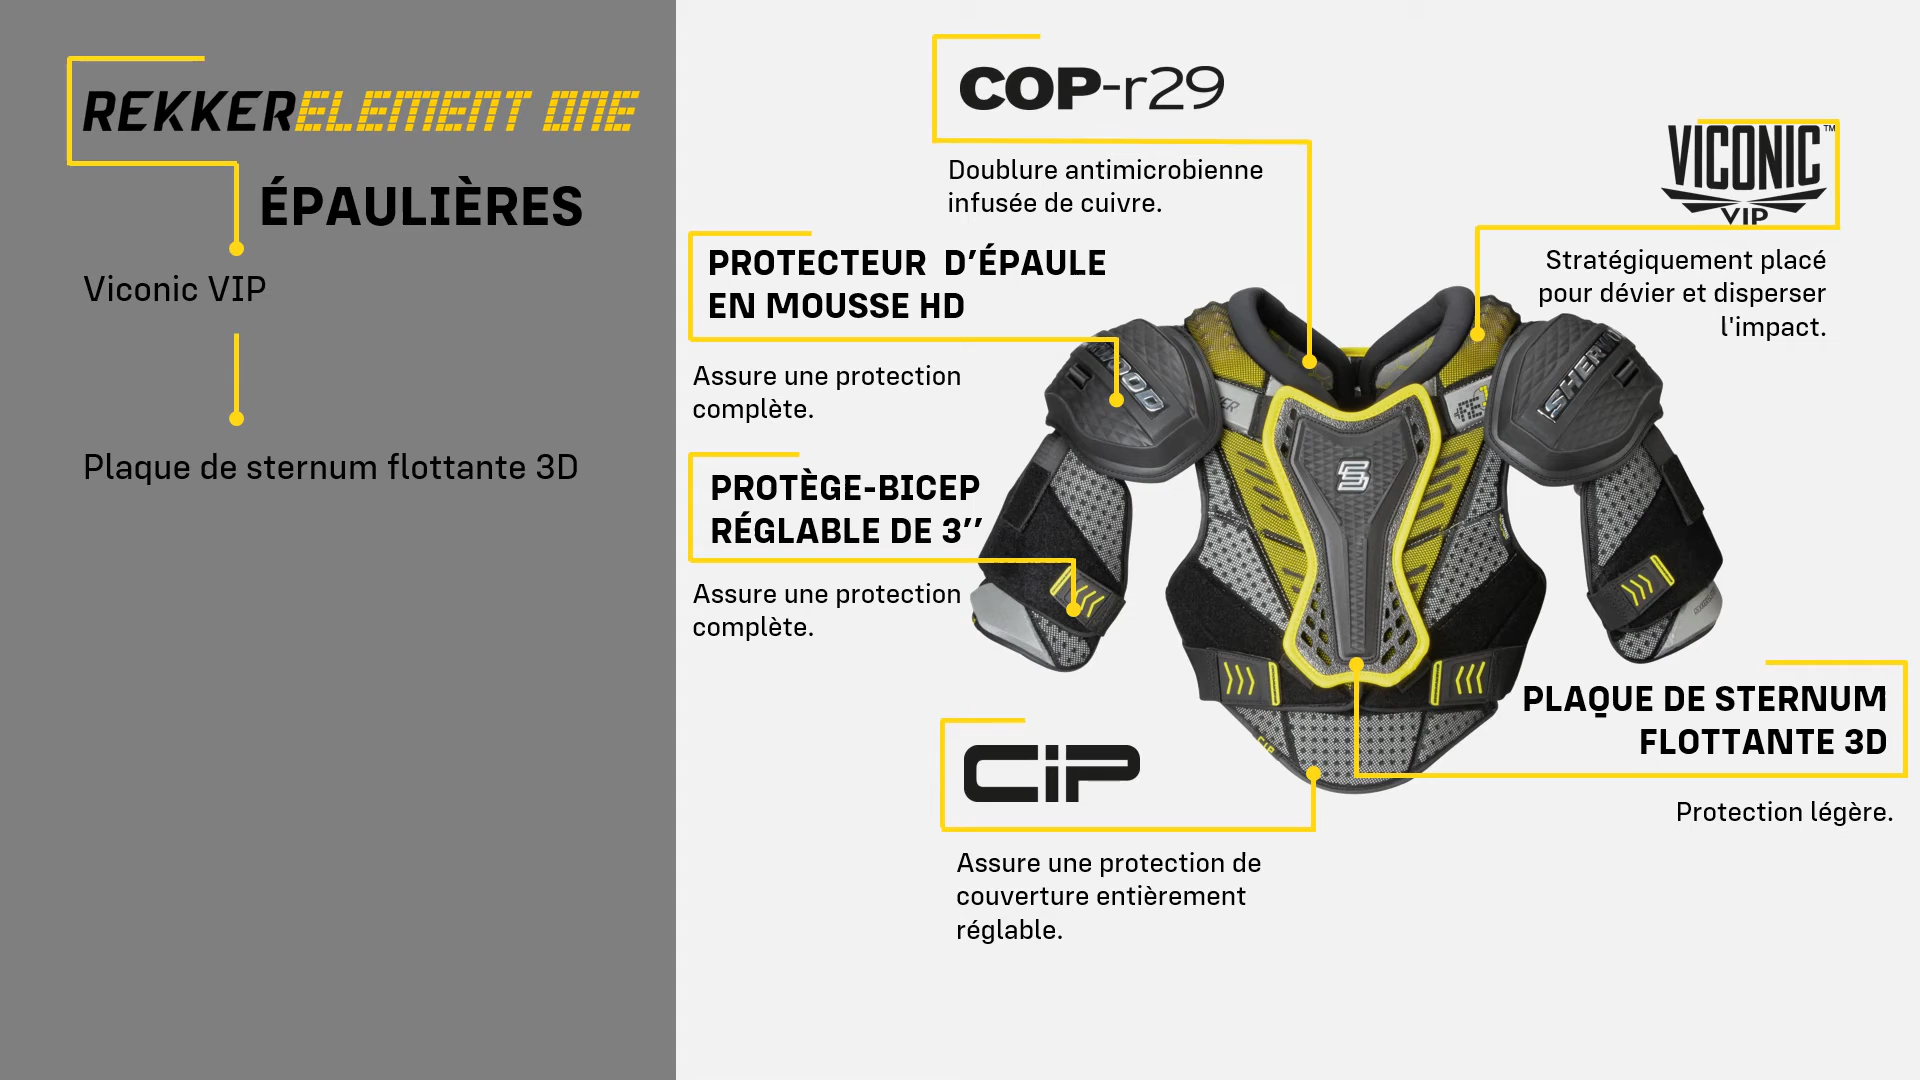 REKKER ELEMENT ONE
ÉPAULIÈRES
Viconic VIP
Plaque de sternum flottante 3D
COP-r29
Doublure antimicrobienne
infusée de cuivre.
VICONIC™
VIP
Stratégiquement placé
pour dévier et disperser
l'impact.
PROTECTEUR D’ÉPAULE
EN MOUSSE HD
Assure une protection
complète.
PROTÈGE-BICEP
RÉGLABLE DE 3’’
Assure une protection
complète.
PLAQUE DE STERNUM
FLOTTANTE 3D
Protection légère.
CiP
Assure une protection de
couverture entièrement
réglable.